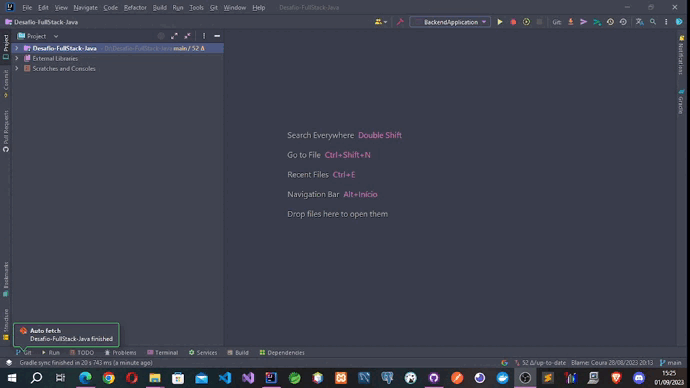 File Edit View Navigate Code Refactor Build Run Tools Git Window Help Desafio-FullStack-Java
Desafio-FullStack-Java
BackendApplication
Git:
Project
Project
Desafio-FullStack-Java main / 52 Δ
External Libraries
Scratches and Consoles
Commit
Pull Requests
Bookmarks
Structure
Notifications
Gradle
Search Everywhere Double Shift
Go to File Ctrl+Shift+N
Recent Files Ctrl+E
Navigation Bar Alt+Início
Drop files here to open them
Auto fetch
Desafio-FullStack-Java finished
Git Run TODO Problems Terminal Services Build Dependencies
Gradle sync finished in 20 s 743 ms (a minute ago)
52 Δ/up-to-date Blame: Coura 28/08/2023 20:13 main
15:25
01/09/2023